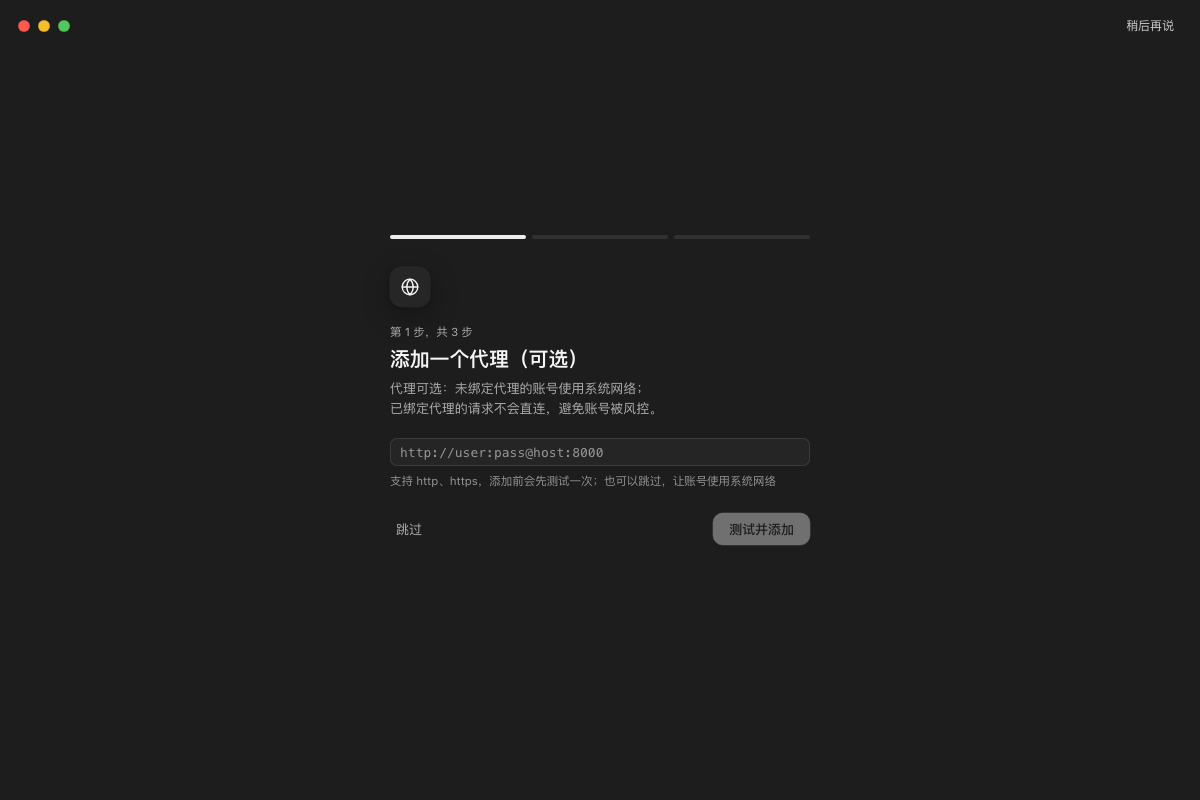 稍后再说
第 1 步，共 3 步
添加一个代理（可选）
代理可选：未绑定代理的账号使用系统网络；
已绑定代理的请求不会直连，避免账号被风控。
http://user:pass@host:8000
支持 http、https，添加前会先测试一次；也可以跳过，让账号使用系统网络
跳过
测试并添加